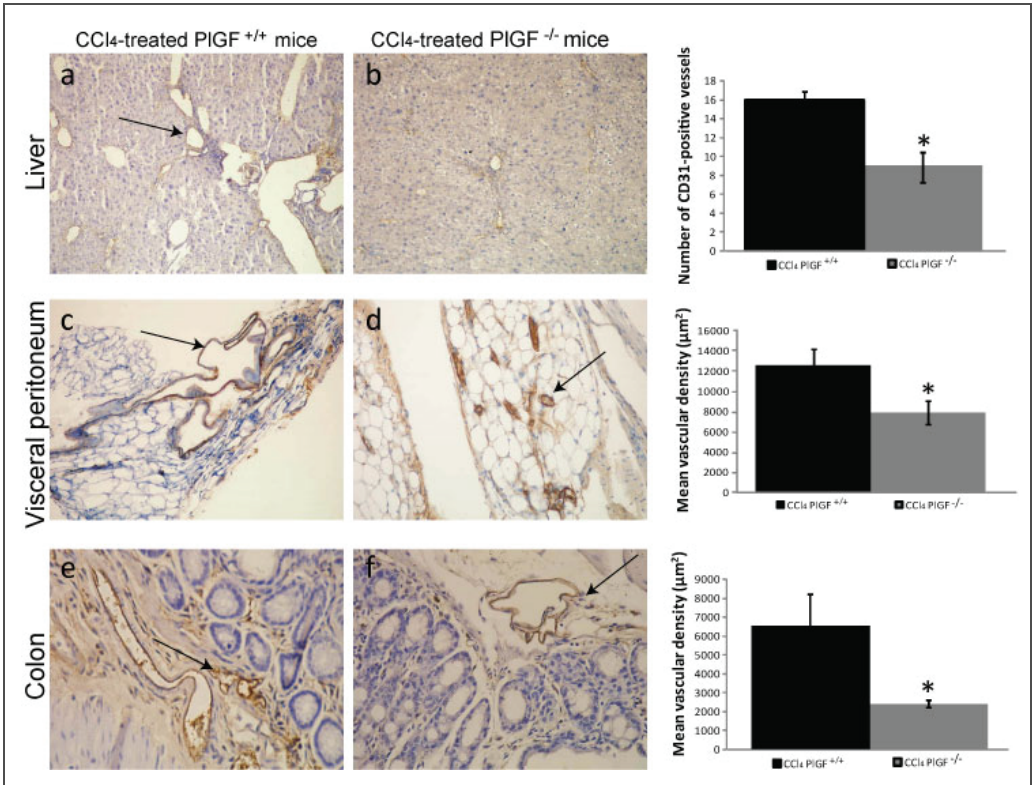 CCl₄-treated PlGF +/+ mice
CCl₄-treated PlGF -/- mice
Liver
a
b
Number of CD31-positive vessels
18
16
14
12
10
8
6
4
2
0
*
CCl₄ PlGF +/+
CCl₄ PlGF -/-
Visceral peritoneum
c
d
Mean vascular density (µm²)
16000
14000
12000
10000
8000
6000
4000
2000
0
*
CCl₄ PlGF +/+
CCl₄ PlGF -/-
Colon
e
f
Mean vascular density (µm²)
9000
8000
7000
6000
5000
4000
3000
2000
1000
0
*
CCl₄ PlGF +/+
CCl₄ PlGF -/-